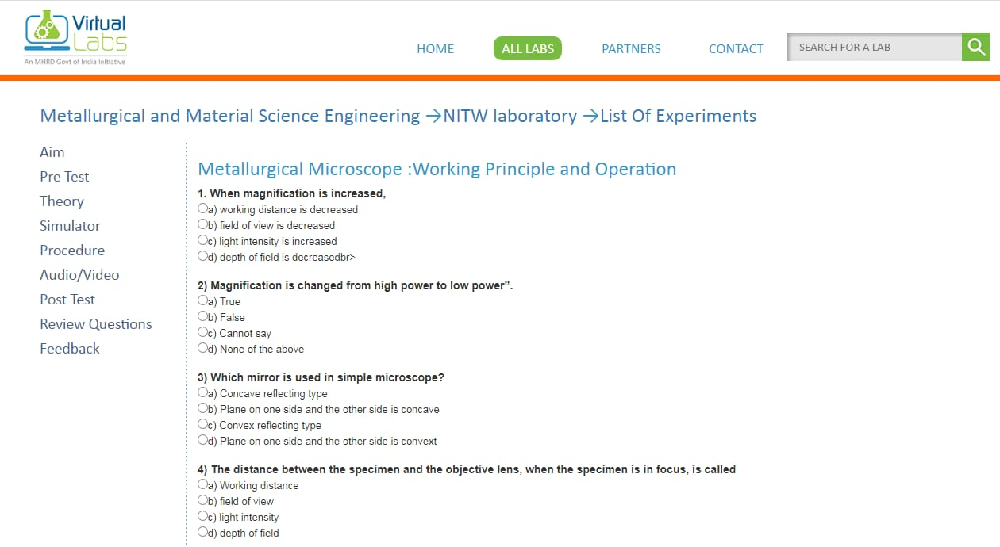 Virtual
Labs
An MHRD Govt of India Initiative
HOME
ALL LABS
PARTNERS
CONTACT
SEARCH FOR A LAB
Metallurgical and Material Science Engineering →NITW laboratory →List Of Experiments
Aim
Pre Test
Theory
Simulator
Procedure
Audio/Video
Post Test
Review Questions
Feedback
Metallurgical Microscope :Working Principle and Operation
1. When magnification is increased,
a) working distance is decreased
b) field of view is decreased
c) light intensity is increased
d) depth of field is decreasedbr>
2) Magnification is changed from high power to low power”.
a) True
b) False
c) Cannot say
d) None of the above
3) Which mirror is used in simple microscope?
a) Concave reflecting type
b) Plane on one side and the other side is concave
c) Convex reflecting type
d) Plane on one side and the other side is convext
4) The distance between the specimen and the objective lens, when the specimen is in focus, is called
a) Working distance
b) field of view
c) light intensity
d) depth of field